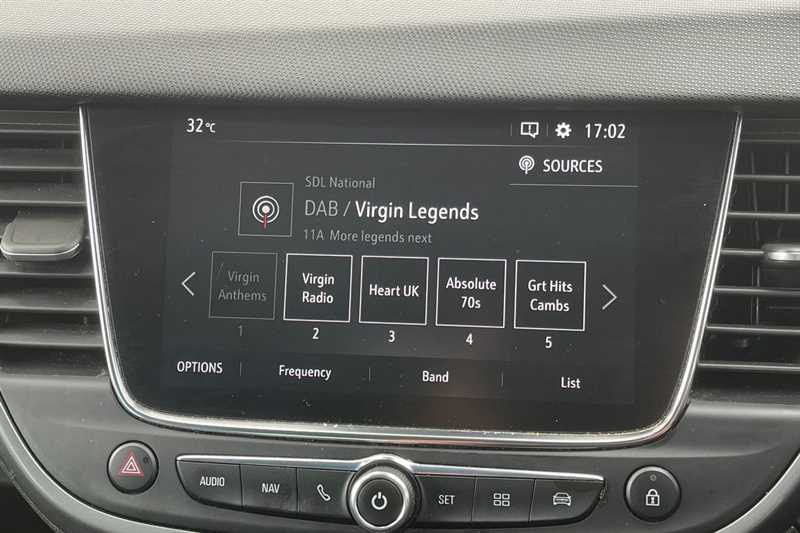 32°C
17:02
SOURCES
SDL National
DAB / Virgin Legends
11A More legends next
Virgin
Anthems
Virgin
Radio
Heart UK
Absolute
70s
Grt Hits
Cambs
1
2
3
4
5
OPTIONS
Frequency
Band
List
AUDIO
NAV
SET